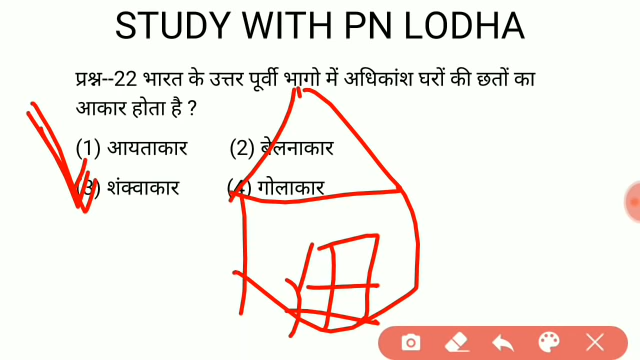 STUDY WITH PN LODHA
प्रश्न--22 भारत के उत्तर पूर्वी भागो में अधिकांश घरों की छतों का
आकार होता है ?
(1) आयताकार (2) बेलनाकार
(3) शंक्वाकार (4) गोलाकार